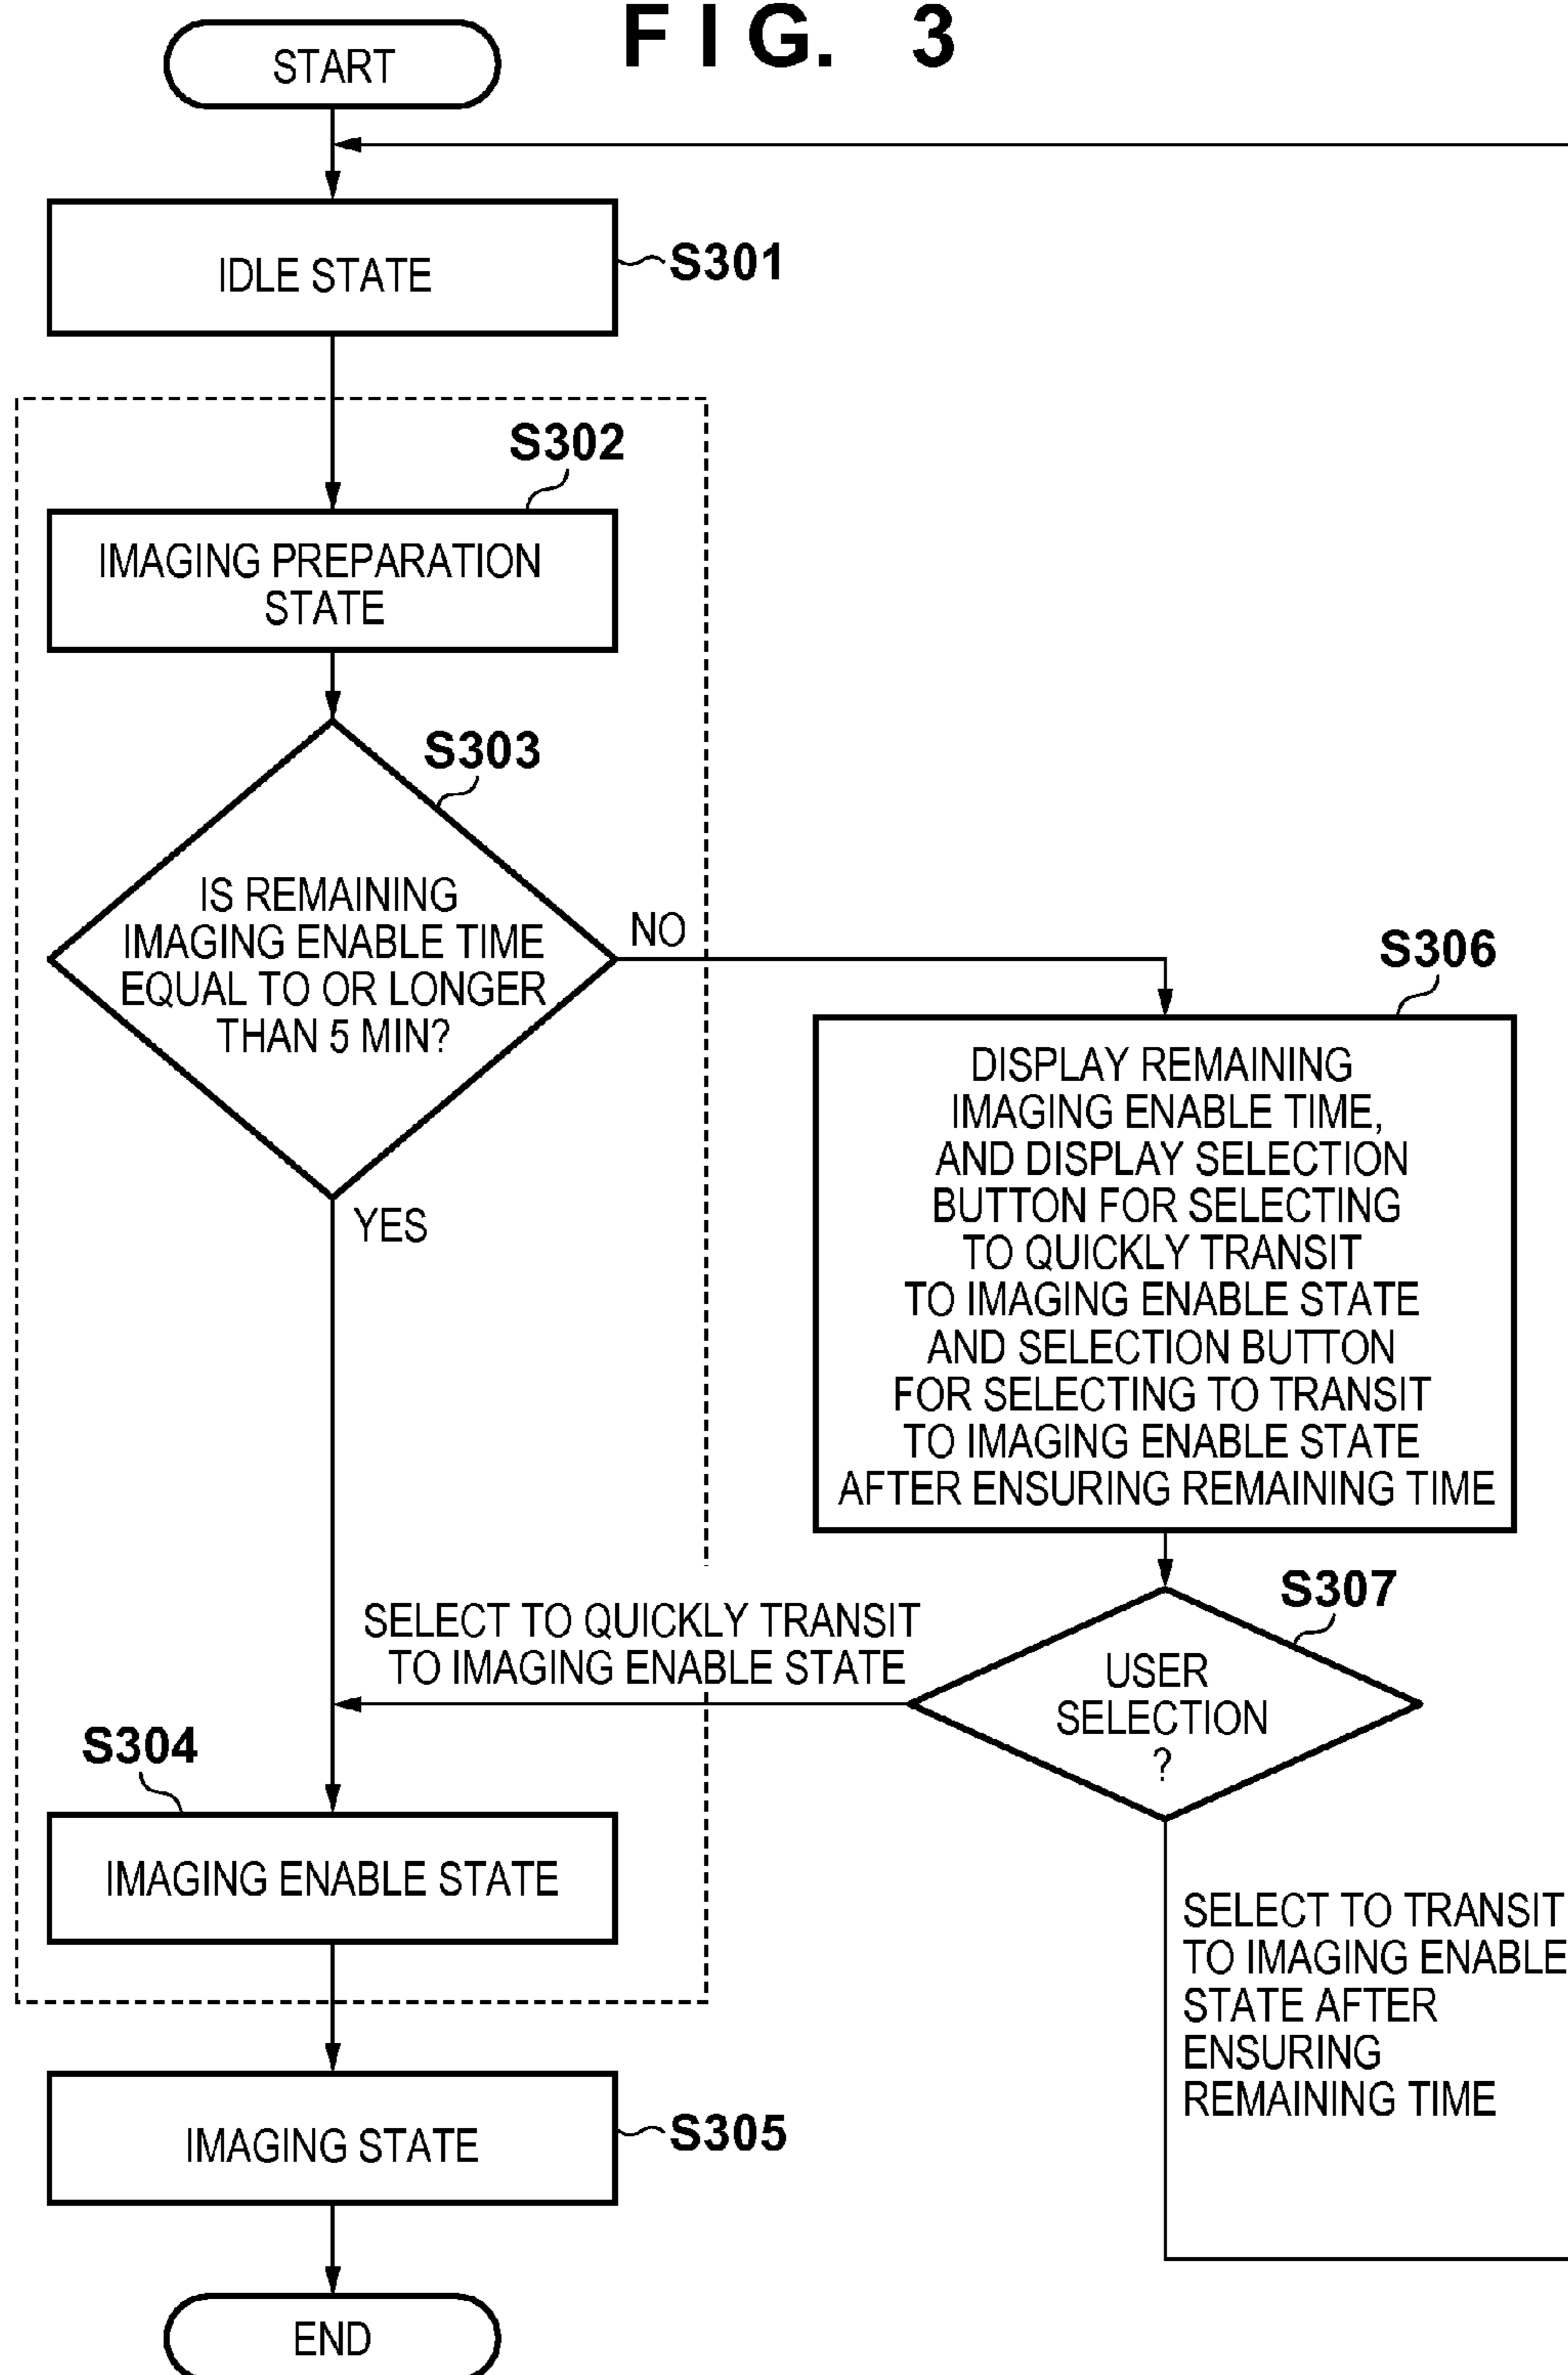 FIG. 3
START
IDLE STATE
S301
S302
IMAGING PREPARATION
STATE
S303
IS REMAINING
IMAGING ENABLE TIME
EQUAL TO OR LONGER
THAN 5 MIN?
NO
YES
S306
DISPLAY REMAINING
IMAGING ENABLE TIME,
AND DISPLAY SELECTION
BUTTON FOR SELECTING
TO QUICKLY TRANSIT
TO IMAGING ENABLE STATE
AND SELECTION BUTTON
FOR SELECTING TO TRANSIT
TO IMAGING ENABLE STATE
AFTER ENSURING REMAINING TIME
S307
USER
SELECTION
?
SELECT TO QUICKLY TRANSIT
TO IMAGING ENABLE STATE
S304
IMAGING ENABLE STATE
SELECT TO TRANSIT
TO IMAGING ENABLE
STATE AFTER
ENSURING
REMAINING TIME
IMAGING STATE
S305
END